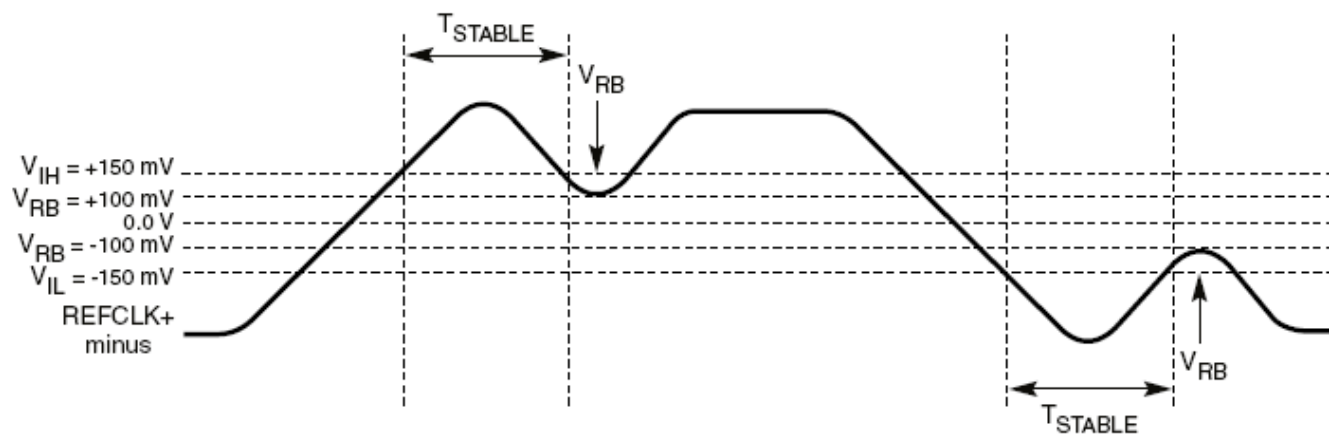 TSTABLE
VRB
VIH = +150 mV
VRB = +100 mV
0.0 V
VRB = -100 mV
VIL = -150 mV
REFCLK+
minus
VRB
TSTABLE